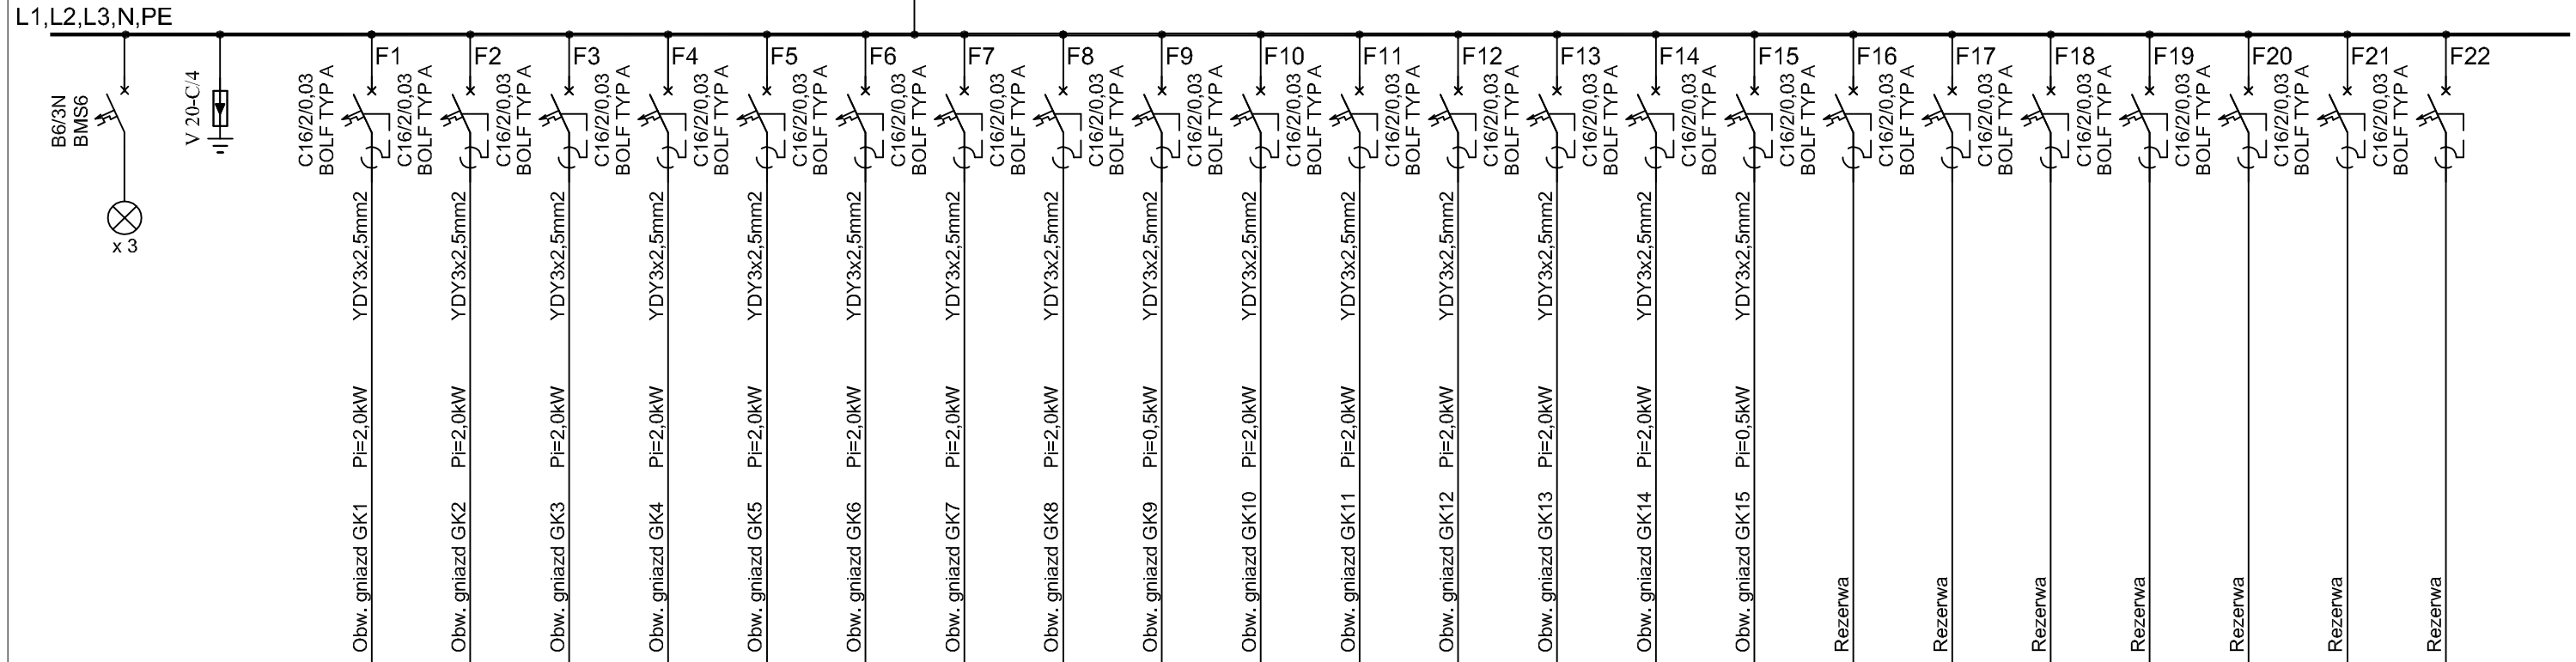 L1,L2,L3,N,PE
B6/3N
BMS6
x 3
V 20-C/4
F1
C16/2/0,03
BOLF TYP A
YDY3x2,5mm2
Pi=2,0kW
Obw. gniazd GK1
F2
C16/2/0,03
BOLF TYP A
YDY3x2,5mm2
Pi=2,0kW
Obw. gniazd GK2
F3
C16/2/0,03
BOLF TYP A
YDY3x2,5mm2
Pi=2,0kW
Obw. gniazd GK3
F4
C16/2/0,03
BOLF TYP A
YDY3x2,5mm2
Pi=2,0kW
Obw. gniazd GK4
F5
C16/2/0,03
BOLF TYP A
YDY3x2,5mm2
Pi=2,0kW
Obw. gniazd GK5
F6
C16/2/0,03
BOLF TYP A
YDY3x2,5mm2
Pi=2,0kW
Obw. gniazd GK6
F7
C16/2/0,03
BOLF TYP A
YDY3x2,5mm2
Pi=2,0kW
Obw. gniazd GK7
F8
C16/2/0,03
BOLF TYP A
YDY3x2,5mm2
Pi=2,0kW
Obw. gniazd GK8
F9
C16/2/0,03
BOLF TYP A
YDY3x2,5mm2
Pi=0,5kW
Obw. gniazd GK9
F10
C16/2/0,03
BOLF TYP A
YDY3x2,5mm2
Pi=2,0kW
Obw. gniazd GK10
F11
C16/2/0,03
BOLF TYP A
YDY3x2,5mm2
Pi=2,0kW
Obw. gniazd GK11
F12
C16/2/0,03
BOLF TYP A
YDY3x2,5mm2
Pi=2,0kW
Obw. gniazd GK12
F13
C16/2/0,03
BOLF TYP A
YDY3x2,5mm2
Pi=2,0kW
Obw. gniazd GK13
F14
C16/2/0,03
BOLF TYP A
YDY3x2,5mm2
Pi=2,0kW
Obw. gniazd GK14
F15
C16/2/0,03
BOLF TYP A
YDY3x2,5mm2
Pi=0,5kW
Obw. gniazd GK15
F16
C16/2/0,03
BOLF TYP A
Rezerwa
F17
C16/2/0,03
BOLF TYP A
Rezerwa
F18
C16/2/0,03
BOLF TYP A
Rezerwa
F19
C16/2/0,03
BOLF TYP A
Rezerwa
F20
C16/2/0,03
BOLF TYP A
Rezerwa
F21
C16/2/0,03
BOLF TYP A
Rezerwa
F22
C16/2/0,03
BOLF TYP A
Rezerwa